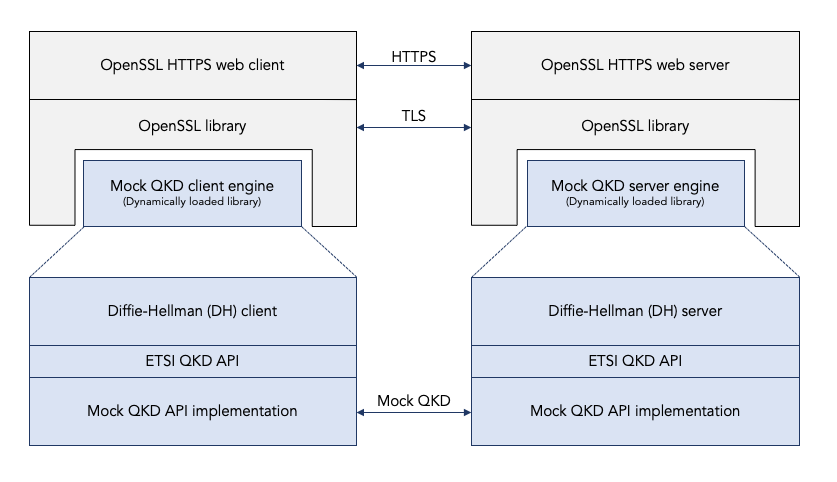 OpenSSL HTTPS web client
HTTPS
OpenSSL HTTPS web server
OpenSSL library
TLS
OpenSSL library
Mock QKD client engine
(Dynamically loaded library)
Mock QKD server engine
(Dynamically loaded library)
Diffie-Hellman (DH) client
Diffie-Hellman (DH) server
ETSI QKD API
ETSI QKD API
Mock QKD API implementation
Mock QKD
Mock QKD API implementation